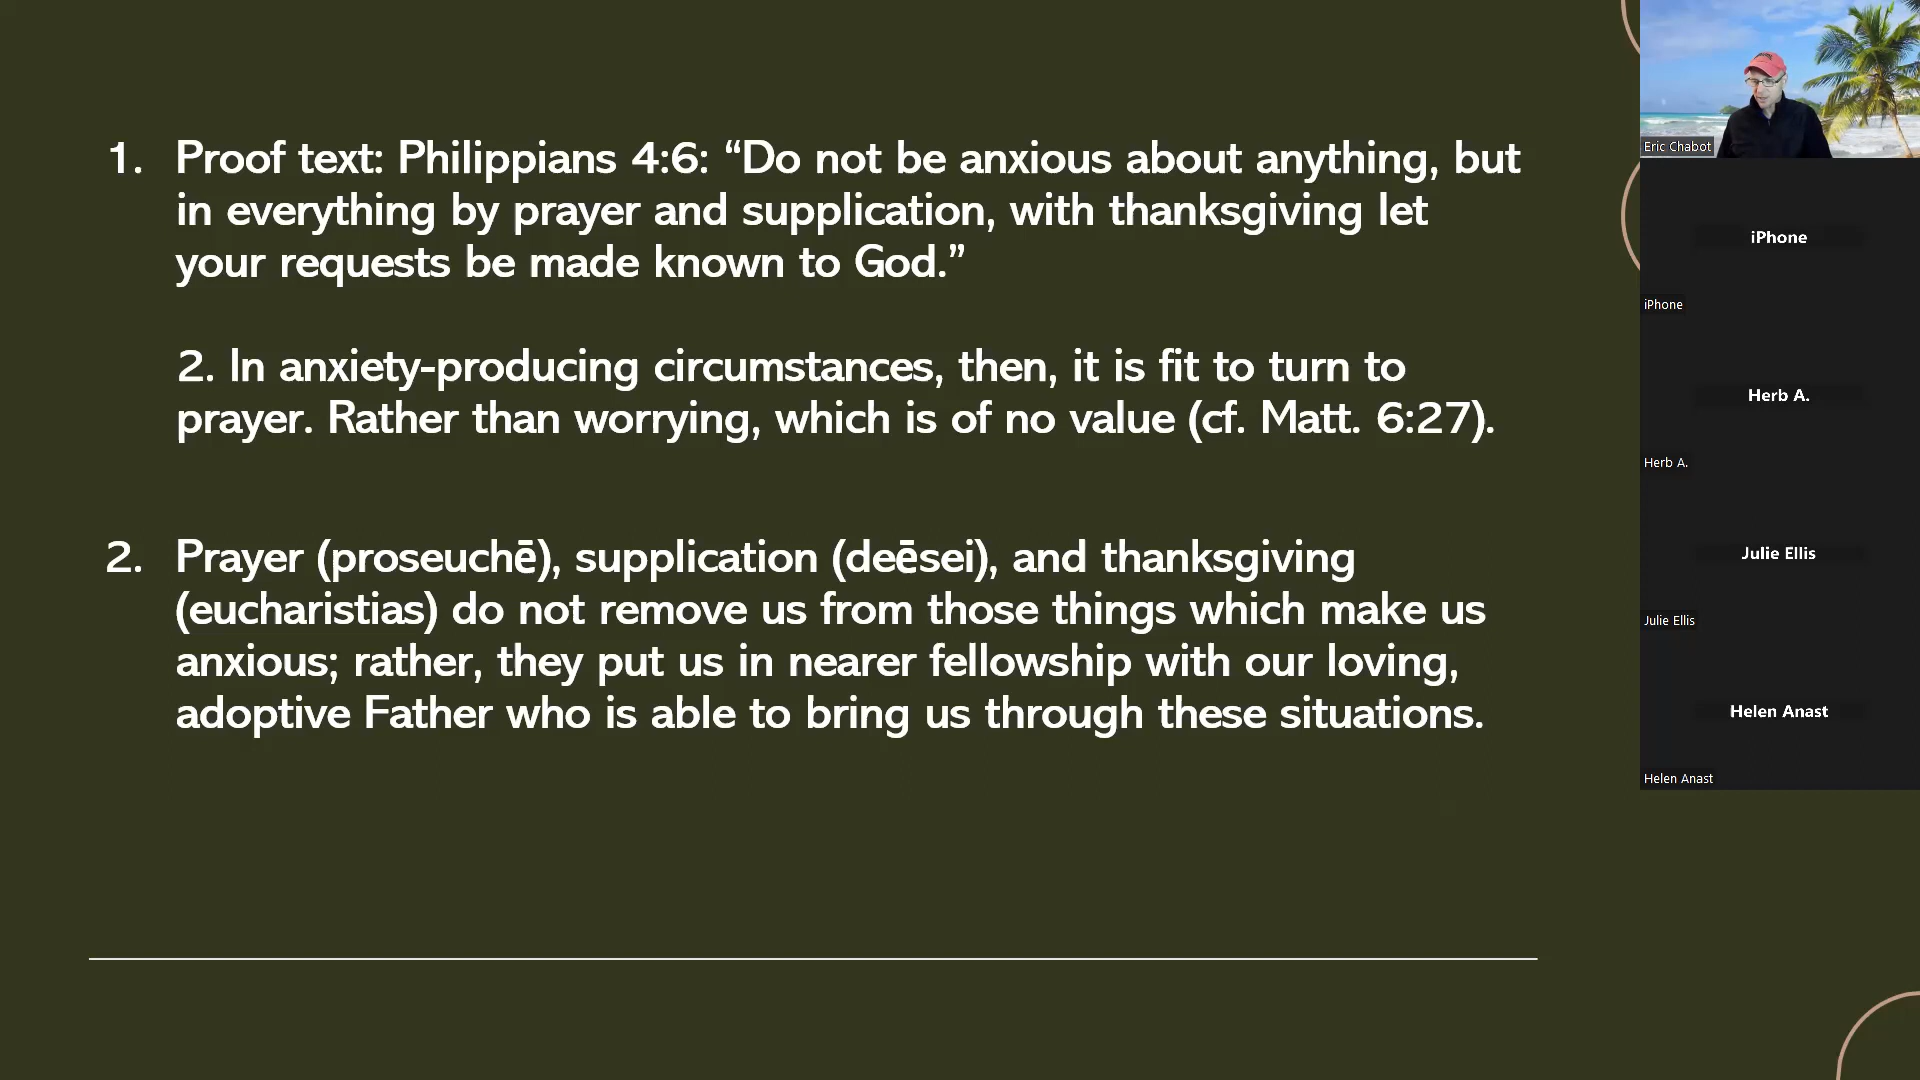 1. Proof text: Philippians 4:6: “Do not be anxious about anything, but
in everything by prayer and supplication, with thanksgiving let
your requests be made known to God.”
2. In anxiety-producing circumstances, then, it is fit to turn to
prayer. Rather than worrying, which is of no value (cf. Matt. 6:27).
2. Prayer (proseuchē), supplication (deēsei), and thanksgiving
(eucharistias) do not remove us from those things which make us
anxious; rather, they put us in nearer fellowship with our loving,
adoptive Father who is able to bring us through these situations.
Eric Chabot
iPhone
iPhone
Herb A.
Herb A.
Julie Ellis
Julie Ellis
Helen Anast
Helen Anast